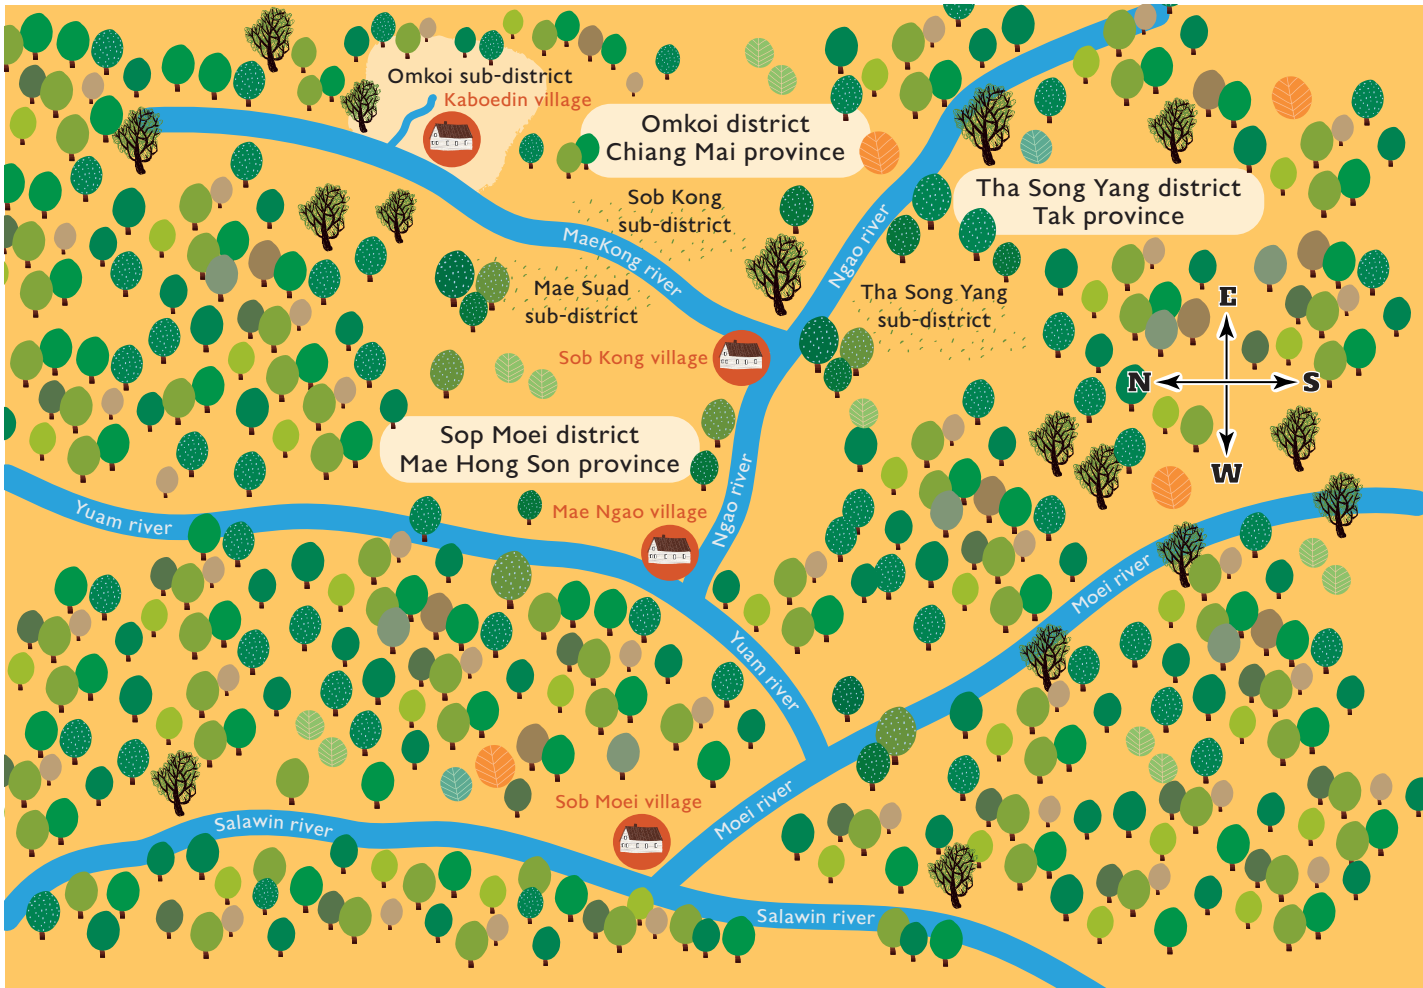 Omkoi sub-district
Kaboedin village
Omkoi district
Chiang Mai province
Tha Song Yang district
Tak province
Sob Kong
sub-district
MaeKong river
Ngao river
Mae Suad
sub-district
Tha Song Yang
sub-district
Sob Kong village
E
N
S
W
Sop Moei district
Mae Hong Son province
Yuam river
Mae Ngao village
Ngao river
Moei river
Yuam river
Sob Moei village
Moei river
Salawin river
Salawin river